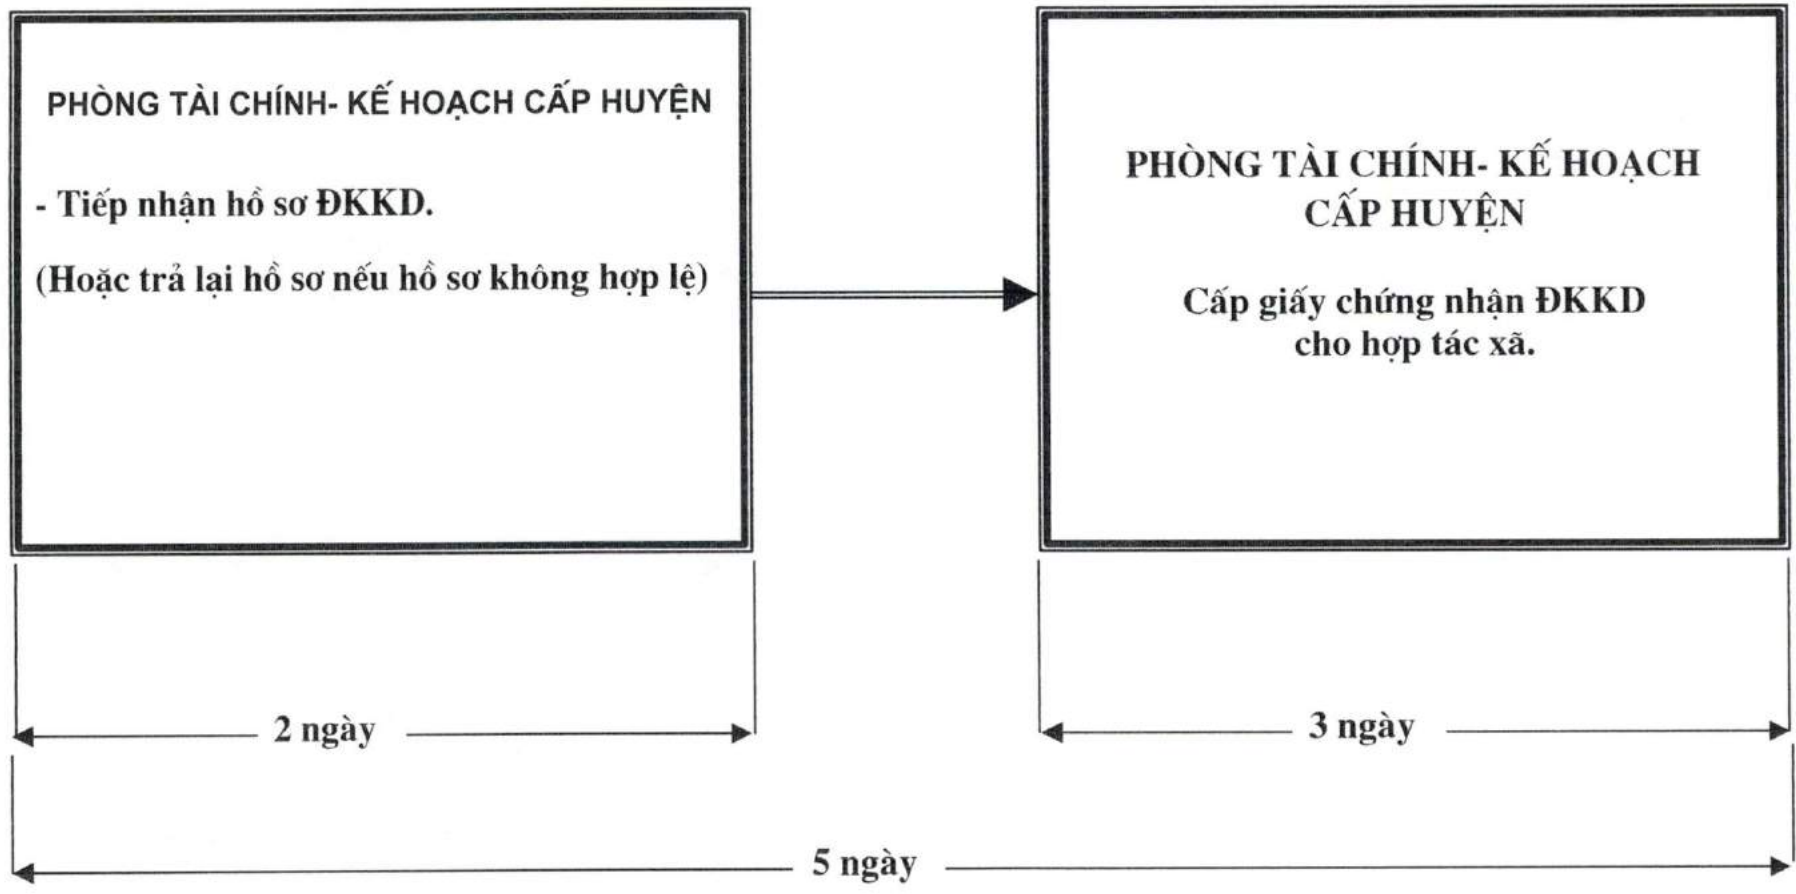 PHÒNG TÀI CHÍNH- KẾ HOẠCH CẤP HUYỆN
- Tiếp nhận hồ sơ ĐKKD.
(Hoặc trả lại hồ sơ nếu hồ sơ không hợp lệ)
PHÒNG TÀI CHÍNH- KẾ HOẠCH
CẤP HUYỆN
Cấp giấy chứng nhận ĐKKD
cho hợp tác xã.
2 ngày
3 ngày
5 ngày